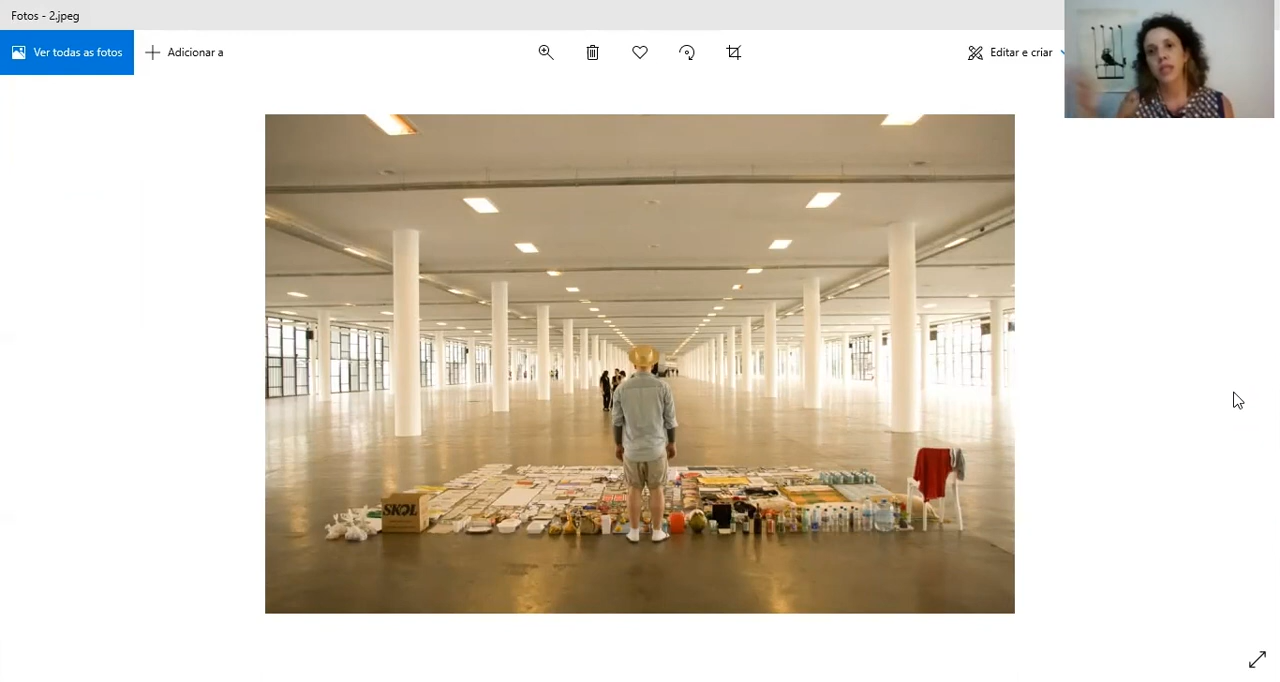 Fotos - 2.jpeg
Ver todas as fotos
Adicionar a
Editar e criar
SKOL